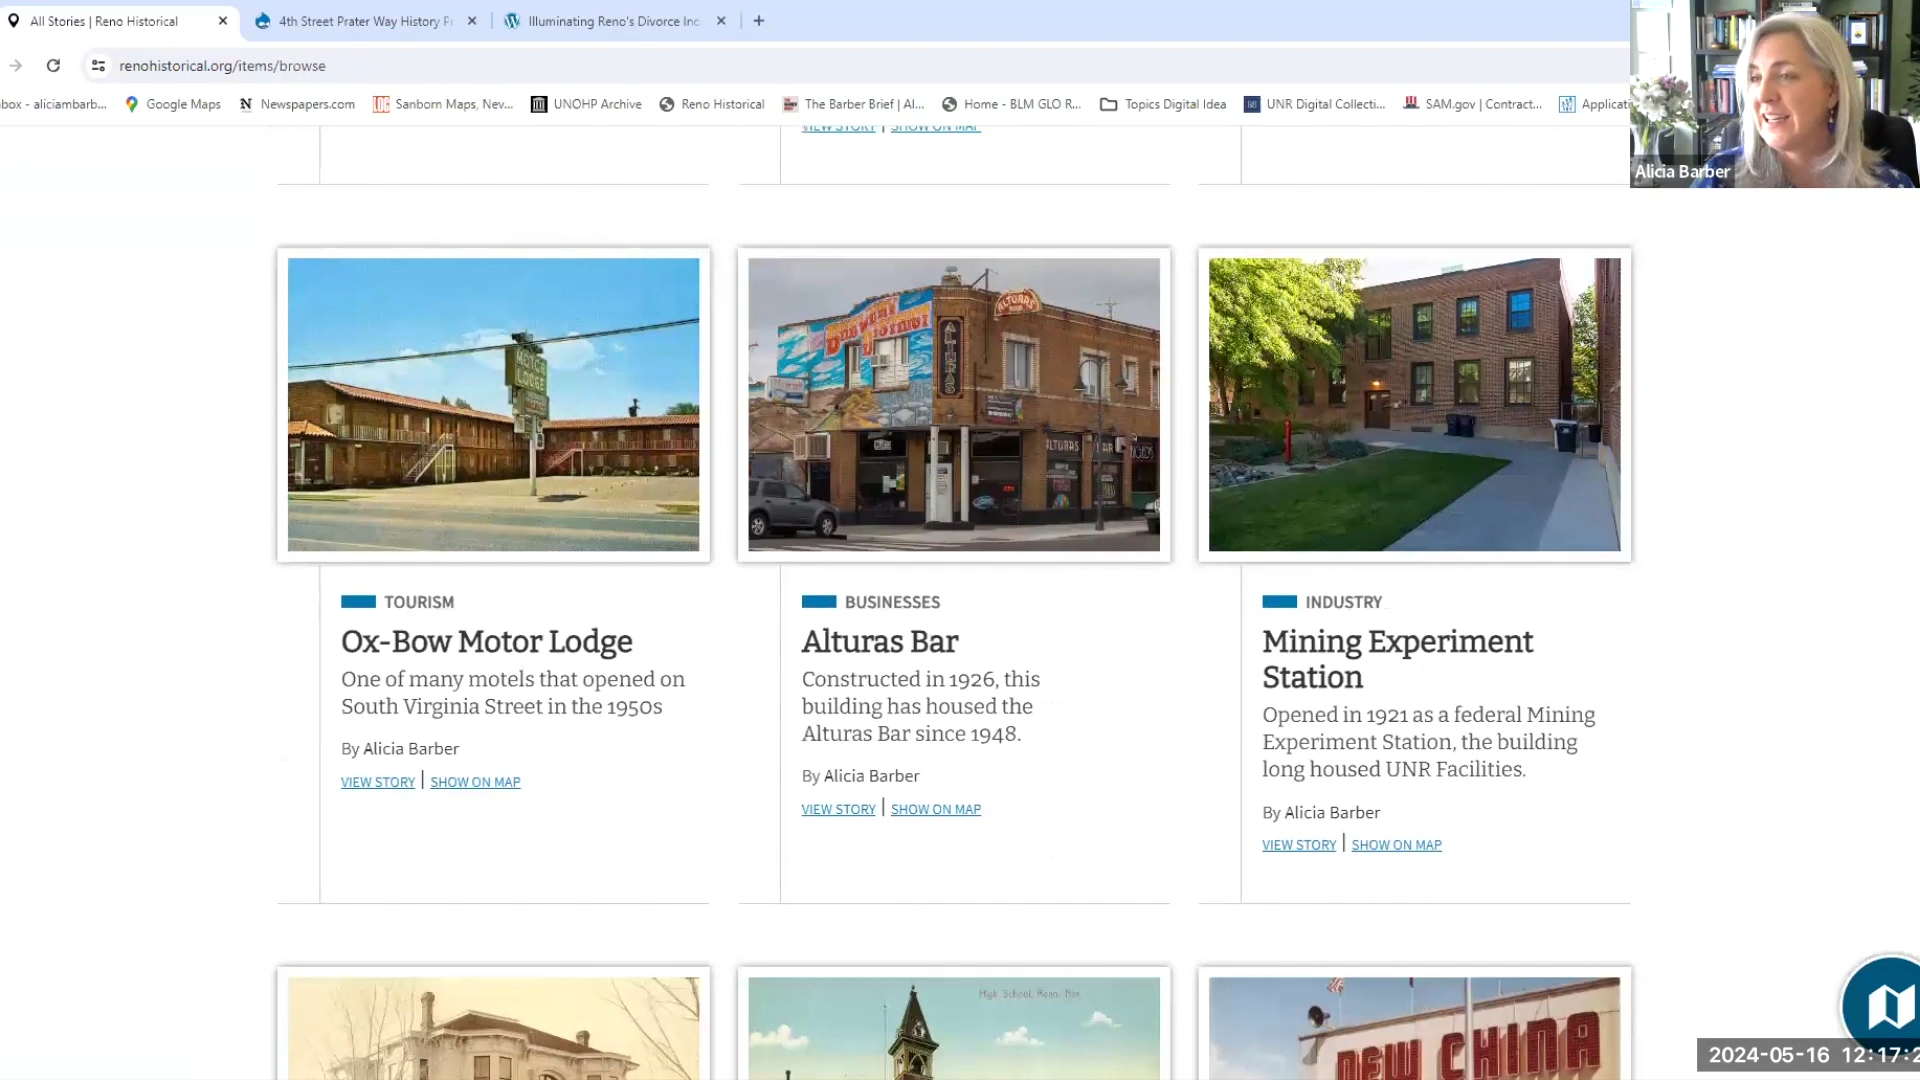 All Stories | Reno Historical
4th Street Prater Way History P
Illuminating Reno's Divorce Ind
renohistorical.org/items/browse
box - aliciambarb...
Google Maps
Newspapers.com
Sanborn Maps, Nev...
UNOHP Archive
Reno Historical
The Barber Brief | Al...
Home - BLM GLO R...
Topics Digital Idea
UNR Digital Collecti...
SAM.gov | Contract...
Applicati
Alicia Barber
VIEW STORY | SHOW ON MAP
MOTOR
LODGE
ALTURAS
ALTURAS
ALTURAS BAR
TOURISM
Ox-Bow Motor Lodge
One of many motels that opened on
South Virginia Street in the 1950s
By Alicia Barber
VIEW STORY | SHOW ON MAP
BUSINESSES
Alturas Bar
Constructed in 1926, this
building has housed the
Alturas Bar since 1948.
By Alicia Barber
VIEW STORY | SHOW ON MAP
INDUSTRY
Mining Experiment
Station
Opened in 1921 as a federal Mining
Experiment Station, the building
long housed UNR Facilities.
By Alicia Barber
VIEW STORY | SHOW ON MAP
High School, Reno, Nev.
NEW CHINA
2024-05-16 12:17:2